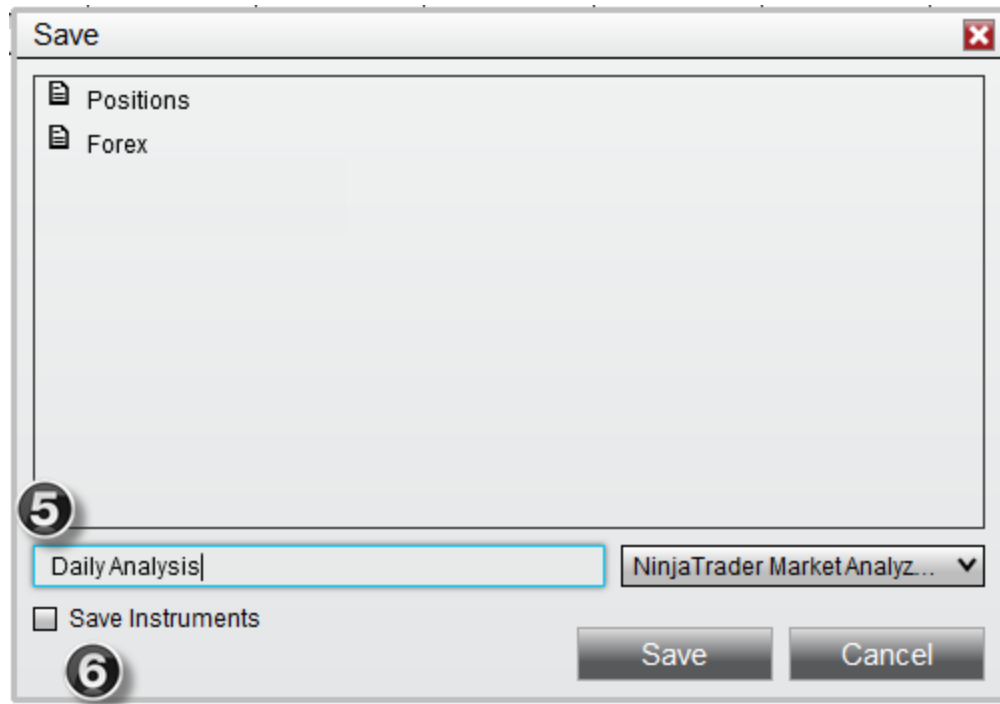 Save
Positions
Forex
5
Daily Analysis
NinjaTrader Market Analyz...
Save Instruments
6
Save
Cancel